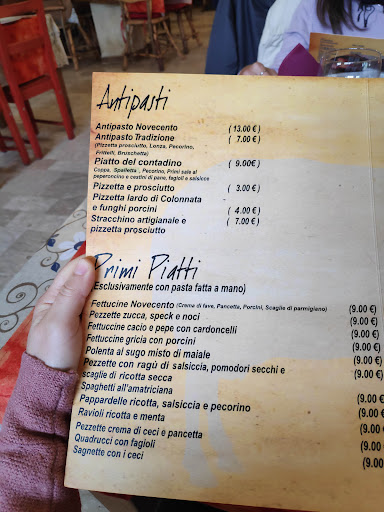 Antipasti
Antipasto Novecento (13.00 €)
Antipasto Tradizione (7.00 €)
(Pizzetta prosciutto, Lonza, Pecorino,
Frittelli, Bruschetta)
Piatto del contadino (9.00€)
Coppa, Spalletta, Pecorino, Primi sale al
peperoncino e cestini di pane, fagioli e salsicce
Pizzetta e prosciutto (3.00 €)
Pizzetta lardo di Colonnata
e funghi porcini (4.00 €)
Stracchino artigianale e (7.00 €)
pizzetta prosciutto
Primi Piatti
(Esclusivamente con pasta fatta a mano)
Fettucine Novecento (Crema di fave, Pancetta, Porcini, Scaglie di parmigiano) (9.00 €)
Pezzette zucca, speck e noci (9.00 €)
Fettuccine cacio e pepe con cardoncelli (9.00 €)
Fettuccine gricia con porcini (9.00 €)
Polenta al sugo misto di maiale (9.00 €)
Pezzette con ragù di salsiccia, pomodori secchi e
scaglie di ricotta secca (9.00 €)
Spaghetti all'amatriciana (9.00 €)
Pappardelle ricotta, salsiccia e pecorino (9.00 €)
Ravioli ricotta e menta (9.00 €)
Pezzette crema di ceci e pancetta (9.00 €)
Quadrucci con fagioli (9.00
Sagnette con i ceci (9.00